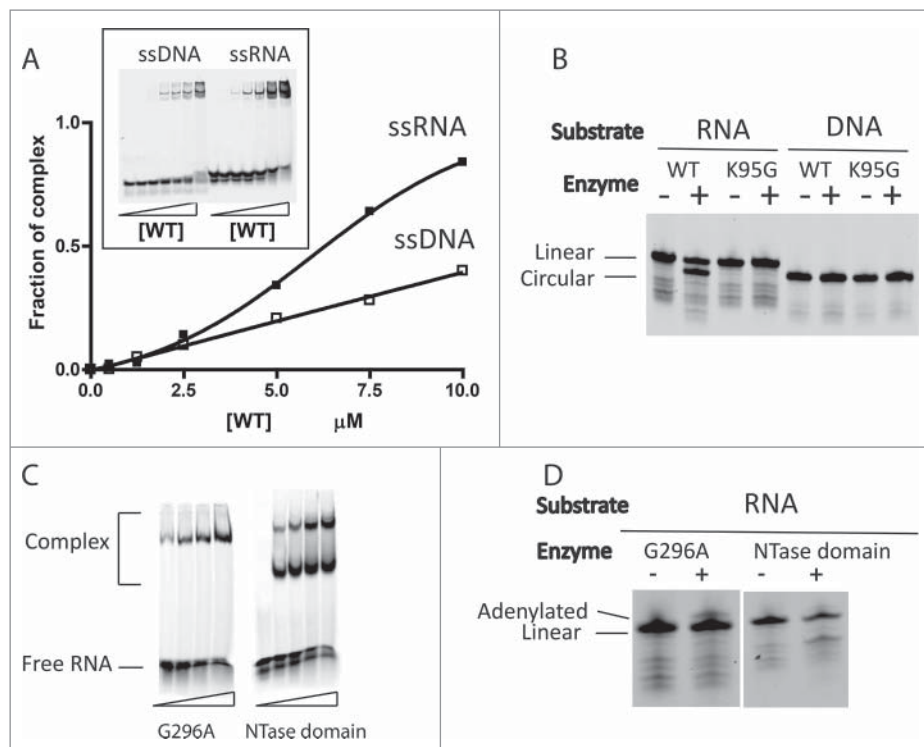 A
ssDNA ssRNA
[WT] [WT]
1.0
0.5
0.0
Fraction of complex
ssRNA
ssDNA
0.0 2.5 5.0 7.5 10.0
[WT] μM
B
Substrate RNA DNA
Enzyme WT K95G WT K95G
- + - + - + - +
Linear
Circular
C
Complex
Free RNA
G296A NTase domain
D
Substrate RNA
Enzyme G296A NTase domain
- + - +
Adenylated
Linear